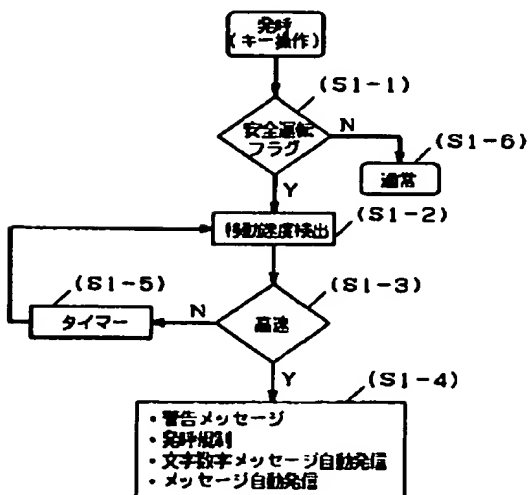 発呼
(キー操作)
(S1-1)
安全運転
フラグ
N
(S1-6)
通常
Y
(S1-2)
移動速度検出
(S1-5)
(S1-3)
タイマー
N
高速
Y
(S1-4)
・警告メッセージ
・発呼規制
・文字数字メッセージ自動発信
・メッセージ自動発信